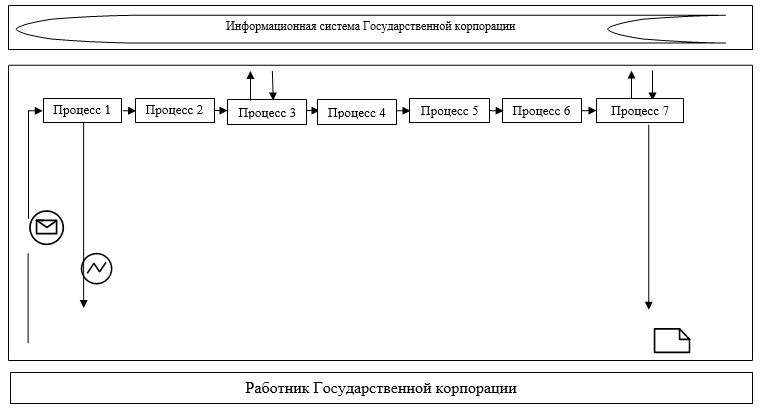 Информационная система Государственной корпорации
Процесс 1
Процесс 2
Процесс 3
Процесс 4
Процесс 5
Процесс 6
Процесс 7
Работник Государственной корпорации